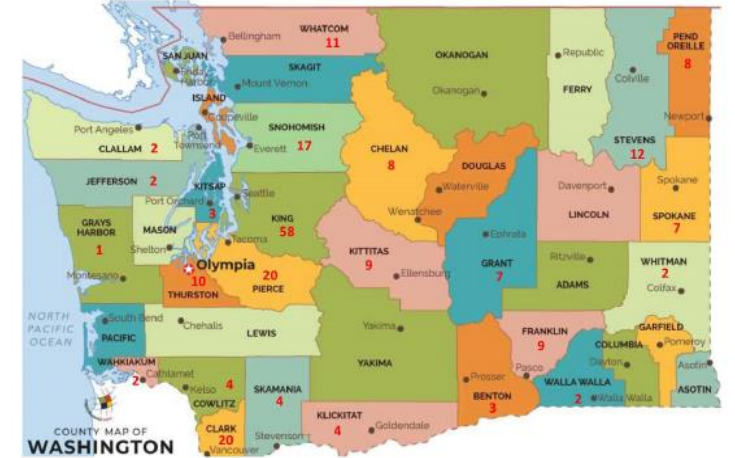 WHATCOM
11
Bellingham
SAN JUAN
Friday
Harbor
SKAGIT
Mount Vernon
ISLAND
Coupeville
OKANOGAN
Okanogan
Republic
FERRY
Colville
STEVENS
12
PEND
OREILLE
8
Newport
Port Angeles
CLALLAM 2
Port
Townsend
SNOHOMISH
17
Everett
CHELAN
8
Wenatchee
DOUGLAS
Waterville
JEFFERSON 2
KITSAP
Port Orchard
3
Seattle
KING
58
Davenport
LINCOLN
Spokane
SPOKANE
7
GRAYS
HARBOR
1
Montesano
MASON
Shelton
Tacoma
Olympia
10
THURSTON
20
PIERCE
KITTITAS
9
Ellensburg
Ephrata
GRANT
7
Ritzville
ADAMS
WHITMAN
2
Colfax
NORTH
PACIFIC
OCEAN
South Bend
PACIFIC
Chehalis
LEWIS
Yakima
YAKIMA
FRANKLIN
9
Pasco
COLUMBIA
Dayton
GARFIELD
Pomeroy
Asotin
ASOTIN
WAHKIAKUM
2
Cathlamet
4
Kelso
COWLITZ
SKAMANIA
4
Stevenson
Prosser
BENTON
3
WALLA WALLA
2
Walla Walla
CLARK
20
Vancouver
KLICKITAT
4
Goldendale
COUNTY MAP OF
WASHINGTON